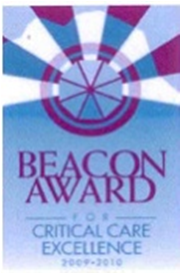 BEACON
AWARD
FOR
CRITICAL CARE
EXCELLENCE
2009-2010